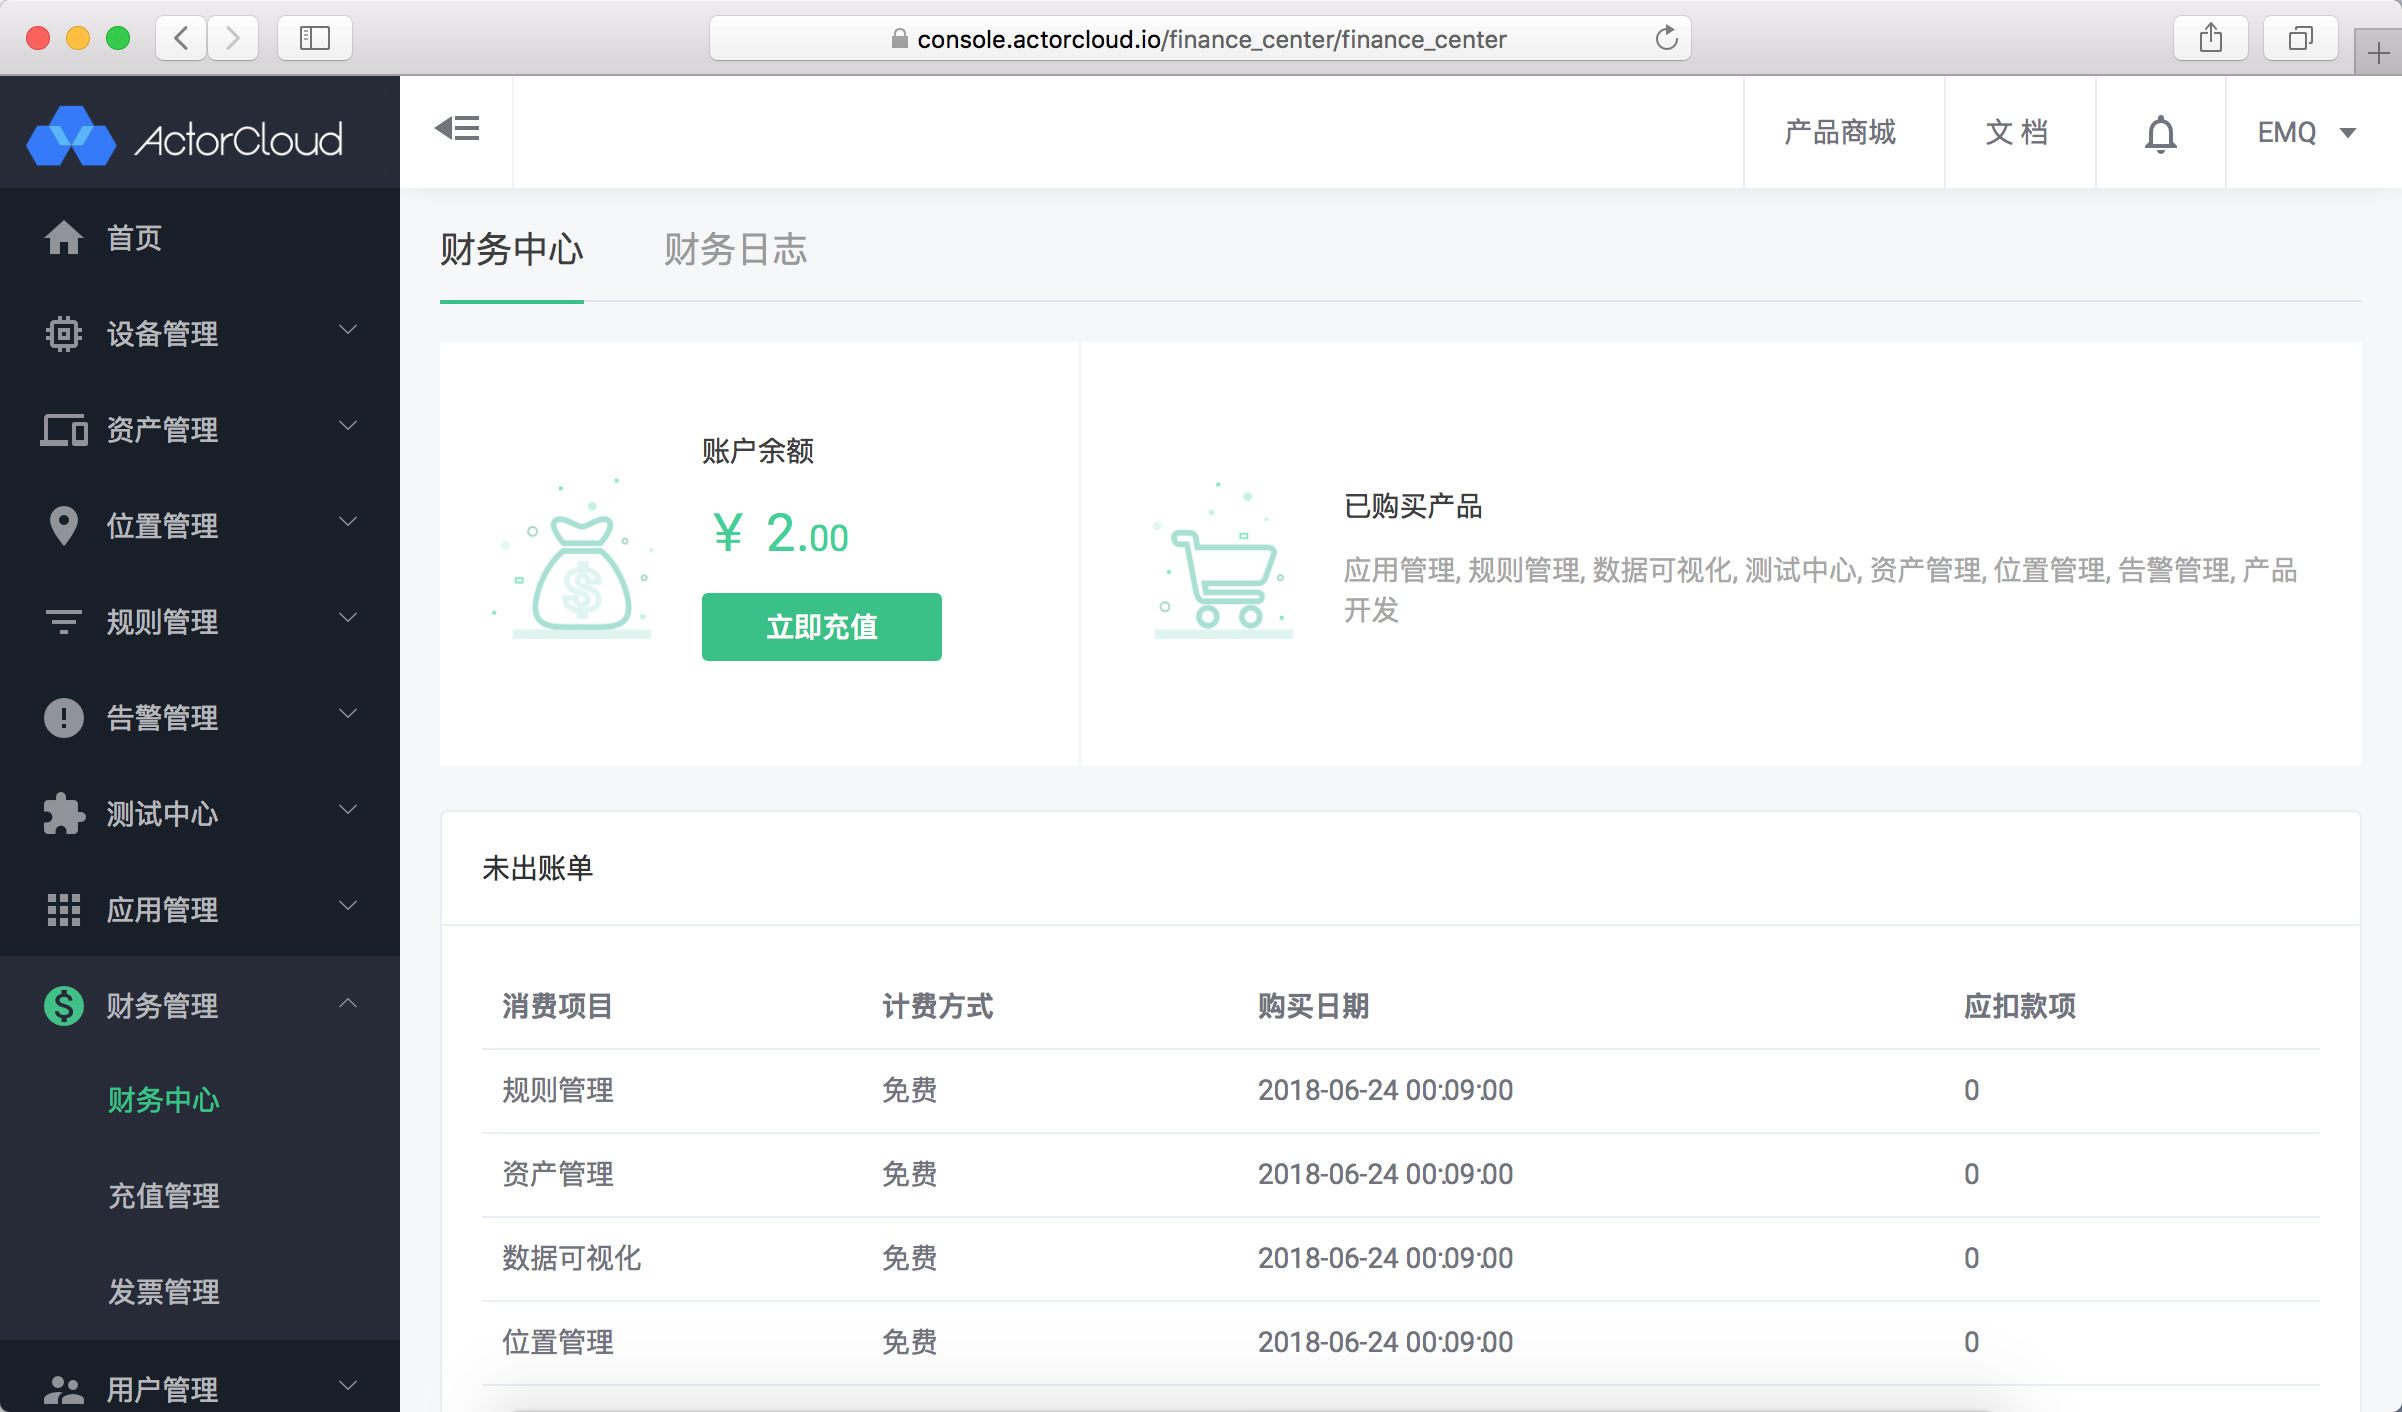 console.actorcloud.io/finance_center/finance_center
ActorCloud
产品商城
文 档
EMQ
首页
设备管理
资产管理
位置管理
规则管理
告警管理
测试中心
应用管理
财务管理
财务中心
充值管理
发票管理
用户管理
财务中心 财务日志
账户余额
¥ 2.00
立即充值
已购买产品
应用管理, 规则管理, 数据可视化, 测试中心, 资产管理, 位置管理, 告警管理, 产品
开发
未出账单
消费项目 计费方式 购买日期 应扣款项
规则管理 免费 2018-06-24 00:09:00 0
资产管理 免费 2018-06-24 00:09:00 0
数据可视化 免费 2018-06-24 00:09:00 0
位置管理 免费 2018-06-24 00:09:00 0